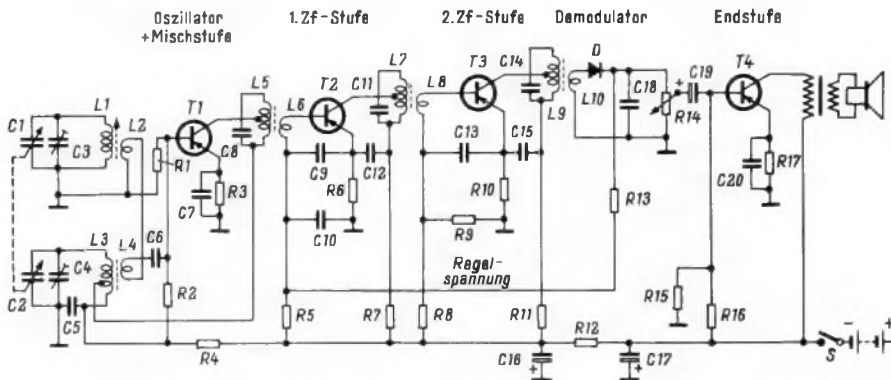 Oszillator
+Mischstufe
1. Zf-Stufe
2. Zf-Stufe
Demodulator
Endstufe
L1
L2
T1
L5
C8
L6
T2
C11
L7
L8
T3
C14
L9
D
L10
C18
+
C19
R14
T4
C1
C3
R1
C7
R3
C9
C12
R6
C10
C13
C15
R10
R9
R13
C20
R17
L3
L4
C6
C2
C4
C5
R2
R4
Regel-
spannung
R5
R7
R8
R11
R12
R15
R16
C16
+
C17
+
S
-
+